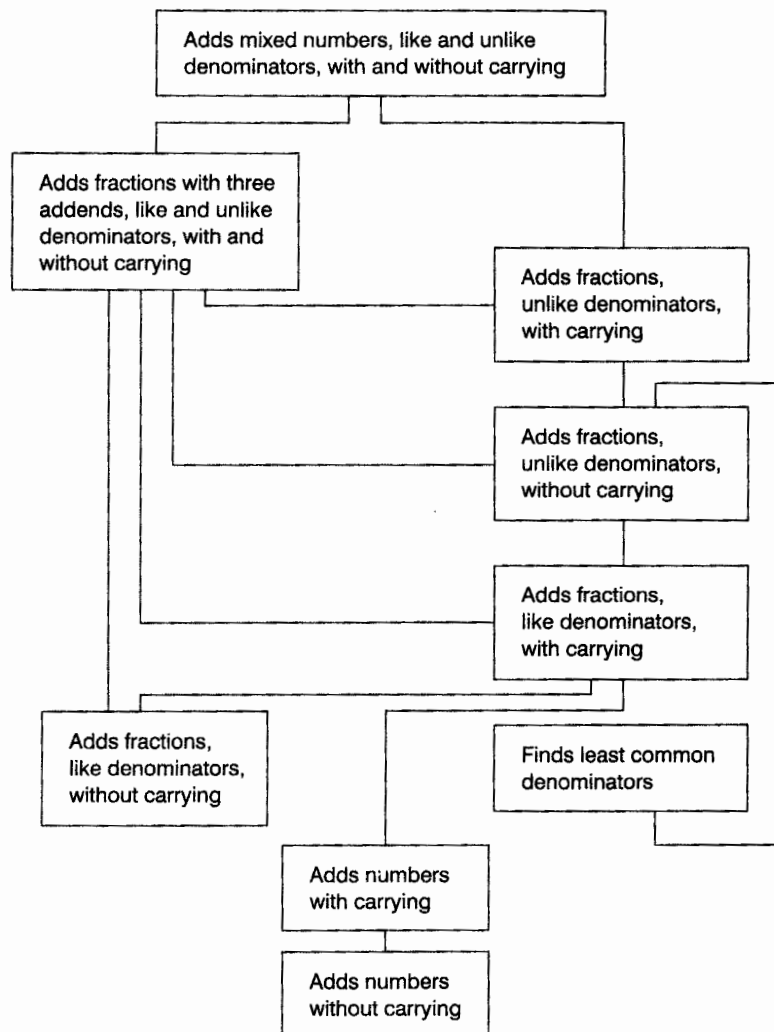 Adds mixed numbers, like and unlike
denominators, with and without carrying
Adds fractions with three
addends, like and unlike
denominators, with and
without carrying
Adds fractions,
unlike denominators,
with carrying
Adds fractions,
unlike denominators,
without carrying
Adds fractions,
like denominators,
with carrying
Adds fractions,
like denominators,
without carrying
Finds least common
denominators
Adds numbers
with carrying
Adds numbers
without carrying